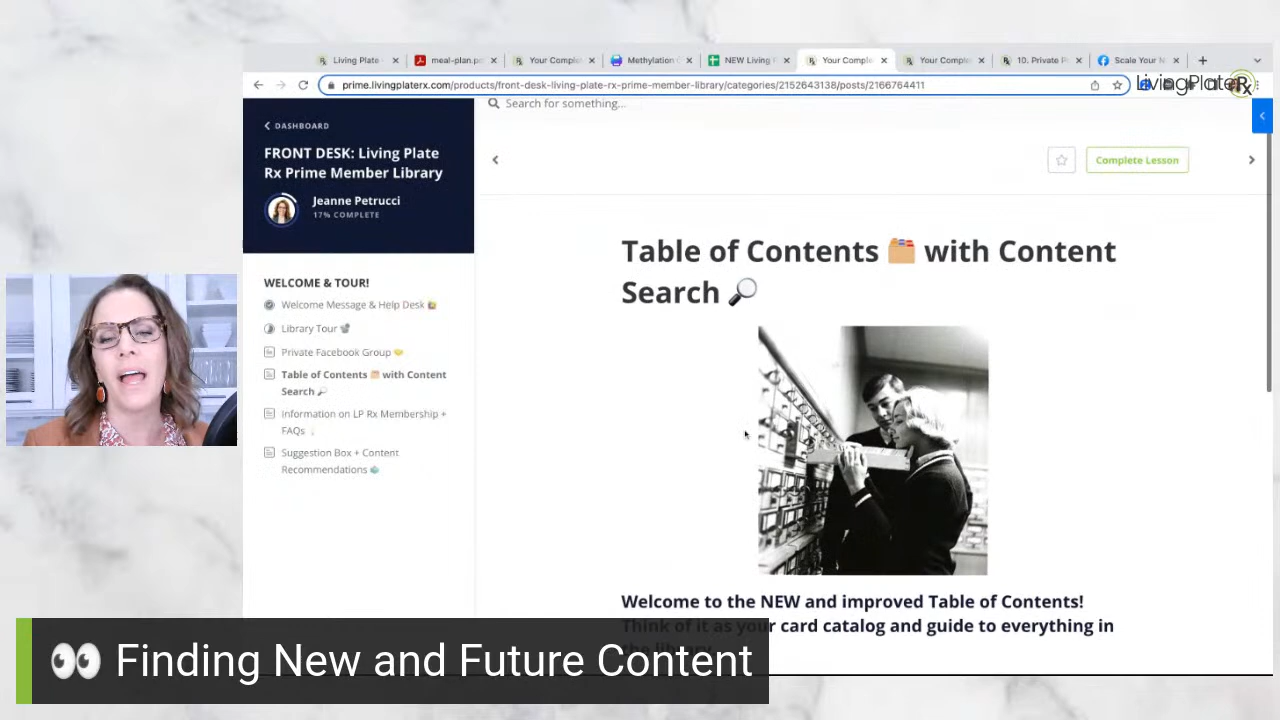 Living Plate
meal-plan.p
Your Comple
Methylation
NEW Living
Your Comple
Your Comple
10. Private P
Scale Your N
prime.livingplaterx.com/products/front-desk-living-plate-rx-prime-member-library/categories/2152643138/posts/2166764411
LivingPlateRx
Search for something...
DASHBOARD
FRONT DESK: Living Plate
Rx Prime Member Library
Jeanne Petrucci
17% COMPLETE
Complete Lesson
WELCOME & TOUR!
Welcome Message & Help Desk
Library Tour
Private Facebook Group
Table of Contents 🗂️ with Content
Search 🔎
Information on LP Rx Membership +
FAQs
Suggestion Box + Content
Recommendations
Table of Contents 🗂️ with Content
Search 🔎
Welcome to the NEW and improved Table of Contents!
Think of it as your card catalog and guide to everything in
the library.
👀 Finding New and Future Content